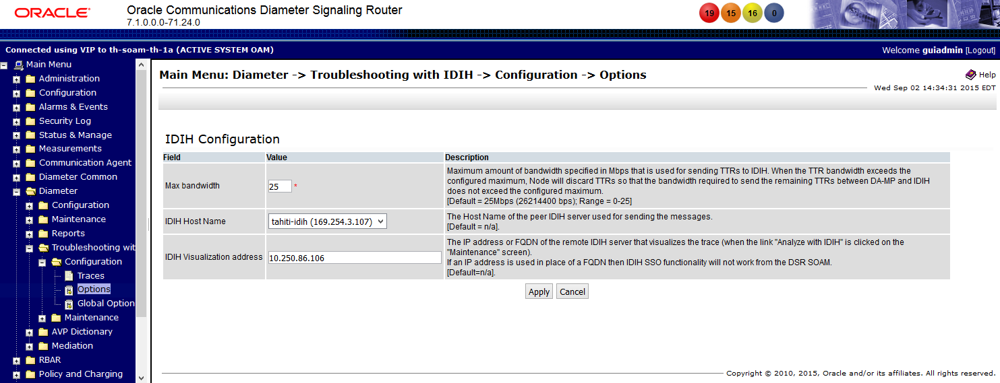 ORACLE®
Oracle Communications Diameter Signaling Router
7.1.0.0.0-71.24.0
19 15 16 0
Connected using VIP to th-soam-th-1a (ACTIVE SYSTEM OAM)
Welcome guiadmin [Logout]
Main Menu
Administration
Configuration
Alarms & Events
Security Log
Status & Manage
Measurements
Communication Agent
Diameter Common
Diameter
Configuration
Maintenance
Reports
Troubleshooting wit
Configuration
Traces
Options
Global Option
Maintenance
AVP Dictionary
Mediation
RBAR
Policy and Charging
Main Menu: Diameter -> Troubleshooting with IDIH -> Configuration -> Options
Help
Wed Sep 02 14:34:31 2015 EDT
IDIH Configuration
Field Value Description
Max bandwidth 25 *
Maximum amount of bandwidth specified in Mbps that is used for sending TTRs to IDIH. When the TTR bandwidth exceeds the
configured maximum, Node will discard TTRs so that the bandwidth required to send the remaining TTRs between DA-MP and IDIH
does not exceed the configured maximum.
[Default = 25Mbps (26214400 bps); Range = 0-25]
IDIH Host Name tahiti-idih (169.254.3.107)
The Host Name of the peer IDIH server used for sending the messages.
[Default = n/a].
IDIH Visualization address 10.250.86.106
The IP address or FQDN of the remote IDIH server that visualizes the trace (when the link "Analyze with IDIH" is clicked on the
"Maintenance" screen).
If an IP address is used in place of a FQDN then IDIH SSO functionality will not work from the DSR SOAM.
[Default=n/a].
Apply Cancel
Copyright © 2010, 2015, Oracle and/or its affiliates. All rights reserved.